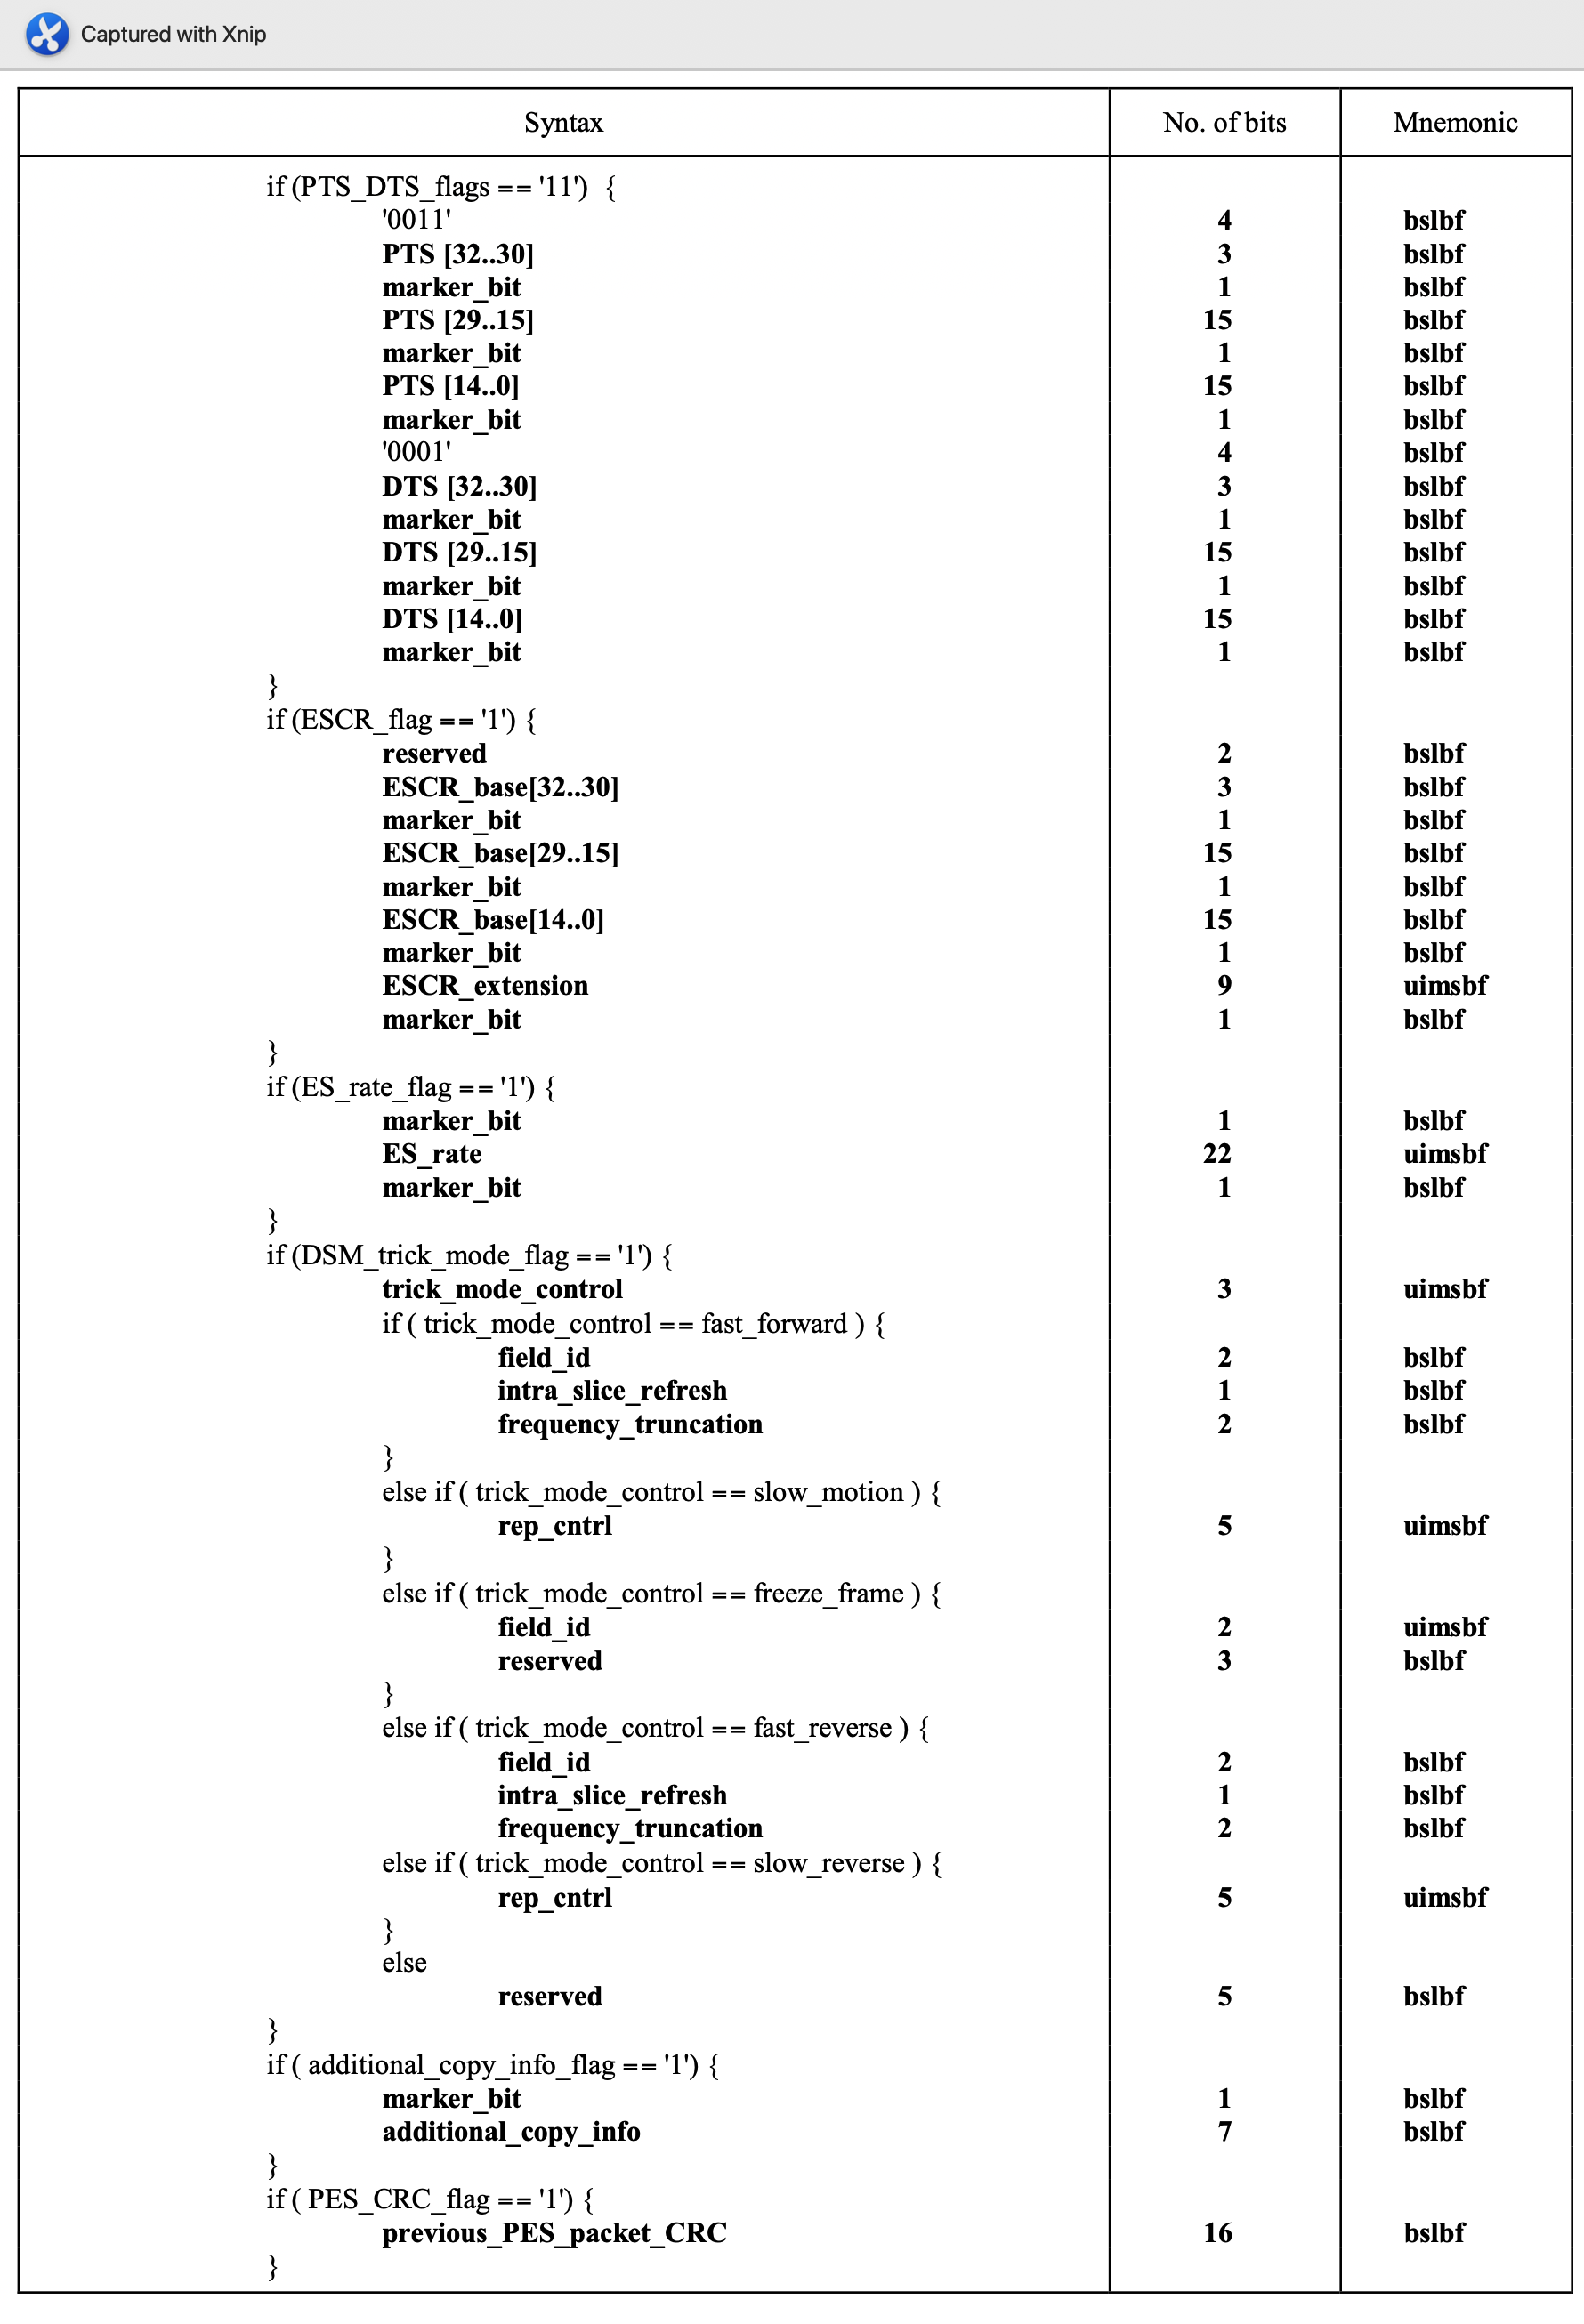 Captured with Xnip
Syntax No. of bits Mnemonic
if (PTS_DTS_flags == '11') {
'0011' 4 bslbf
PTS [32..30] 3 bslbf
marker_bit 1 bslbf
PTS [29..15] 15 bslbf
marker_bit 1 bslbf
PTS [14..0] 15 bslbf
marker_bit 1 bslbf
'0001' 4 bslbf
DTS [32..30] 3 bslbf
marker_bit 1 bslbf
DTS [29..15] 15 bslbf
marker_bit 1 bslbf
DTS [14..0] 15 bslbf
marker_bit 1 bslbf
}
if (ESCR_flag == '1') {
reserved 2 bslbf
ESCR_base[32..30] 3 bslbf
marker_bit 1 bslbf
ESCR_base[29..15] 15 bslbf
marker_bit 1 bslbf
ESCR_base[14..0] 15 bslbf
marker_bit 1 bslbf
ESCR_extension 9 uimsbf
marker_bit 1 bslbf
}
if (ES_rate_flag == '1') {
marker_bit 1 bslbf
ES_rate 22 uimsbf
marker_bit 1 bslbf
}
if (DSM_trick_mode_flag == '1') {
trick_mode_control 3 uimsbf
if ( trick_mode_control == fast_forward ) {
field_id 2 bslbf
intra_slice_refresh 1 bslbf
frequency_truncation 2 bslbf
}
else if ( trick_mode_control == slow_motion ) {
rep_cntrl 5 uimsbf
}
else if ( trick_mode_control == freeze_frame ) {
field_id 2 uimsbf
reserved 3 bslbf
}
else if ( trick_mode_control == fast_reverse ) {
field_id 2 bslbf
intra_slice_refresh 1 bslbf
frequency_truncation 2 bslbf
else if ( trick_mode_control == slow_reverse ) {
rep_cntrl 5 uimsbf
}
else
reserved 5 bslbf
}
if ( additional_copy_info_flag == '1') {
marker_bit 1 bslbf
additional_copy_info 7 bslbf
}
if ( PES_CRC_flag == '1') {
previous_PES_packet_CRC 16 bslbf
}